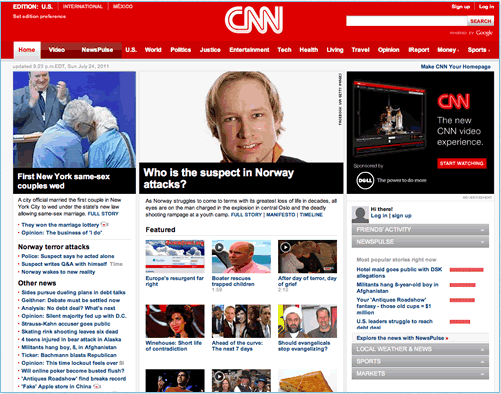 EDITION: U.S. INTERNATIONAL MÉXICO
Set edition preference
CNN
Sign up Log in
SEARCH
POWERED BY Google
Home Video NewsPulse U.S. World Politics Justice Entertainment Tech Health Living Travel Opinion iReport Money Sports
updated 9:25 p.m. EDT, Sun July 24, 2011
Make CNN Your Homepage
First New York same-sex
couples wed
A city official married the first couple in New
York City to wed under the state's new law
allowing same-sex marriage. FULL STORY
They won the marriage lottery
Opinion: The business of 'I do'
Norway terror attacks
Police: Suspect says he acted alone
Suspect writes Q&A with himself Time
Norway wakes to new reality
Other news
Sides pursue dueling plans in debt talks
Geithner: Debate must be settled now
Analysis: No debt deal? What's next
Opinion: Silent majority fed up with D.C.
Strauss-Kahn accuser goes public
Skating rink shooting leaves six dead
4 teens injured in bear attack in Alaska
Militants hang boy, 8, in Afghanistan
Ticker: Bachmann blasts Republican
Opinion: This time lockout feels over
Will online poker become busted flush?
'Antiques Roadshow' find breaks record
"Fake" Apple store in China
Who is the suspect in Norway
attacks?
As Norway struggles to come to terms with its greatest loss of life in decades, all
eyes are on the man charged in the explosion in central Oslo and the deadly
shooting rampage at a youth camp. FULL STORY | MANIFESTO | TIMELINE
Featured
Europe's resurgent far
right
Boater rescues
trapped children
1:59
After day of terror, day
of grief
2:10
Winehouse: Short life
of contradiction
Ahead of the curve:
The next 7 days
Should evangelicals
stop evangelizing?
CNN
The new
CNN video
experience.
START WATCHING
Sponsored by
DELL
The power to do more
ADVERTISEMENT
Hi there!
Log in | sign up
FRIENDS' ACTIVITY
NEWSPULSE
Most popular stories right now
Hotel maid goes public with DSK
allegations
Militants hang 8-year-old boy in
Afghanistan
Your 'Antiques Roadshow'
fantasy - those old cups = $1
million
U.S. leaders struggle to reach
debt deal
Explore the news with NewsPulse
LOCAL WEATHER & NEWS
SPORTS
MARKETS